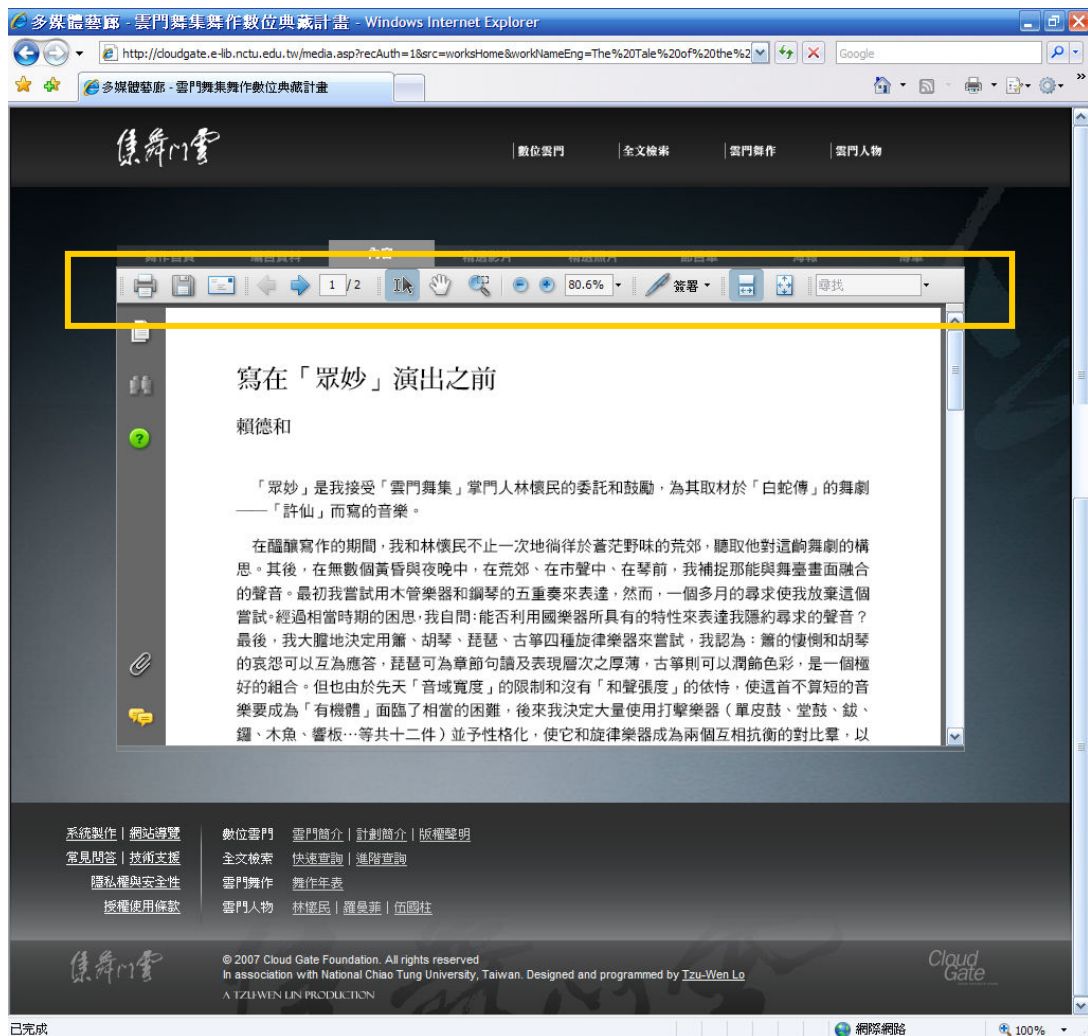 多媒體藝廊 - 雲門舞集舞作數位典藏計畫 - Windows Internet Explorer
http://cloudgate.e-lib.nctu.edu.tw/media.asp?recAuth=1&src=worksHome&workNameEng=The%20Tale%20of%20the%2
Google
多媒體藝廊 - 雲門舞集舞作數位典藏計畫
集舞門雲
數位雲門 全文檢索 雲門舞作 雲門人物
1 / 2 80.6% 簽署 尋找
寫在「眾妙」演出之前
賴德和
「眾妙」是我接受「雲門舞集」掌門人林懷民的委託和鼓勵，為其取材於「白蛇傳」的舞劇
——「許仙」而寫的音樂。
在醞釀寫作的期間，我和林懷民不止一次地徜徉於蒼茫野味的荒郊，聽取他對這齣舞劇的構
思。其後，在無數個黃昏與夜晚中，在荒郊、在市聲中、在琴前，我捕捉那能與舞臺畫面融合
的聲音。最初我嘗試用木管樂器和鋼琴的五重奏來表達，然而，一個多月的尋求使我放棄這個
嘗試。經過相當時期的困思，我自問：能否利用國樂器所具有的特性來表達我隱約尋求的聲音？
最後，我大膽地決定用簫、胡琴、琵琶、古箏四種旋律樂器來嘗試，我認為：簫的悽惻和胡琴
的哀怨可以互為應答，琵琶可為章節句讀及表現層次之厚薄，古箏則可以潤飾色彩，是一個極
好的組合。但也由於先天「音域寬度」的限制和沒有「和聲張度」的依恃，使這首不算短的音
樂要成為「有機體」面臨了相當的困難，後來我決定大量使用打擊樂器（單皮鼓、堂鼓、鈸、
鑼、木魚、響板…等共十二件）並予性格化，使它和旋律樂器成為兩個互相抗衡的對比羣，以
系統製作 | 網站導覽 數位雲門 雲門簡介 | 計劃簡介 | 版權聲明
常見問答 | 技術支援 全文檢索 快速查詢 | 進階查詢
隱私權與安全性 雲門舞作 舞作年表
授權使用條款 雲門人物 林懷民 | 羅曼菲 | 伍國柱
集舞門雲
© 2007 Cloud Gate Foundation. All rights reserved
In association with National Chiao Tung University, Taiwan. Designed and programmed by Tzu-Wen Lo
A TZU-WEN LIN PRODUCTION
Cloud
Gate
已完成 網際網路 100%